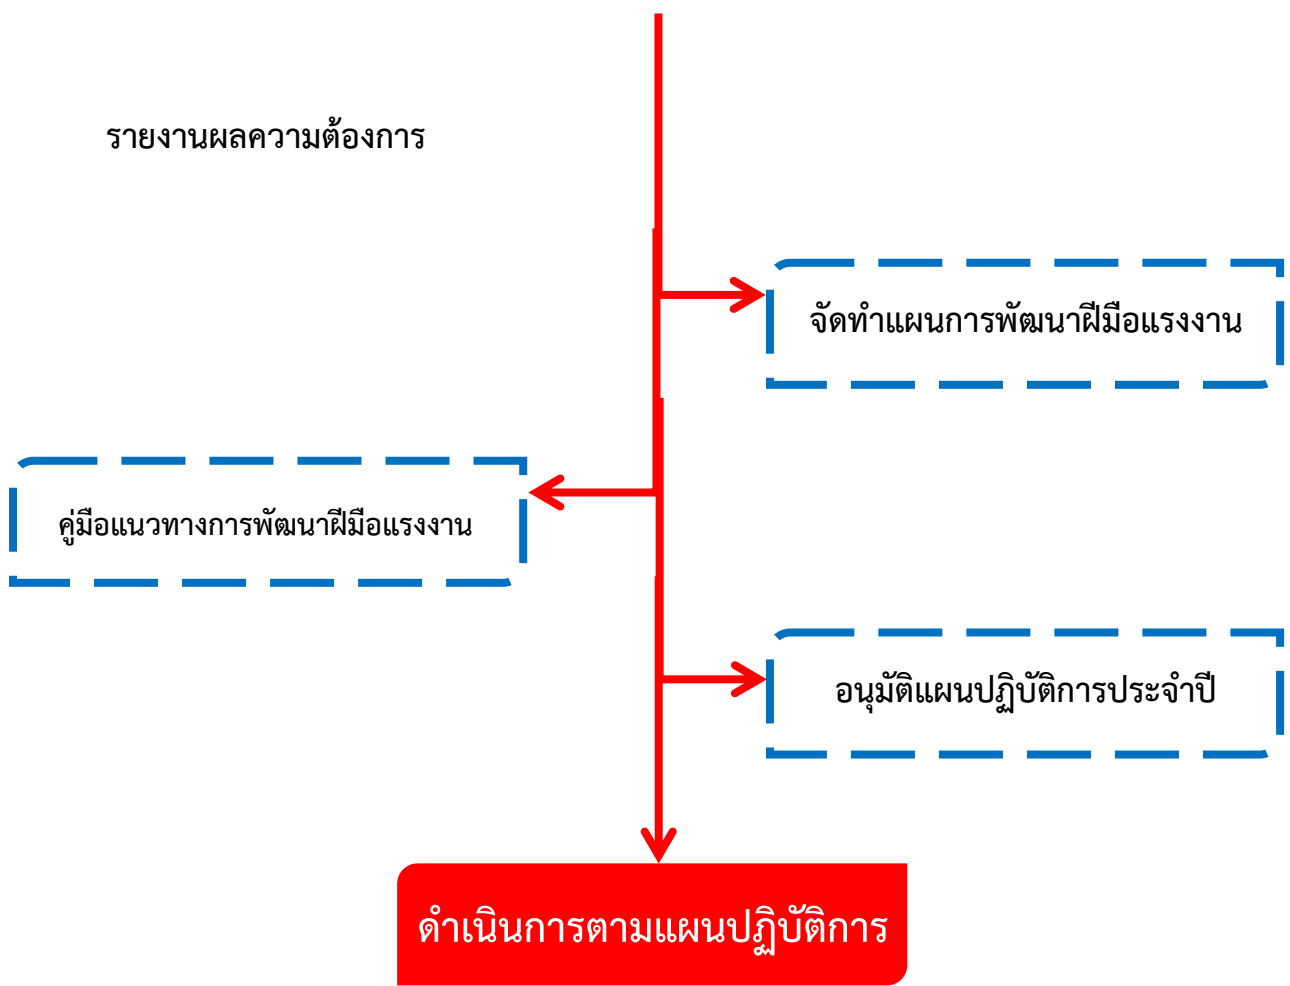 รายงานผลความต้องการ
จัดทำแผนการพัฒนาฝีมือแรงงาน
คู่มือแนวทางการพัฒนาฝีมือแรงงาน
อนุมัติแผนปฏิบัติการประจำปี
ดำเนินการตามแผนปฏิบัติการ